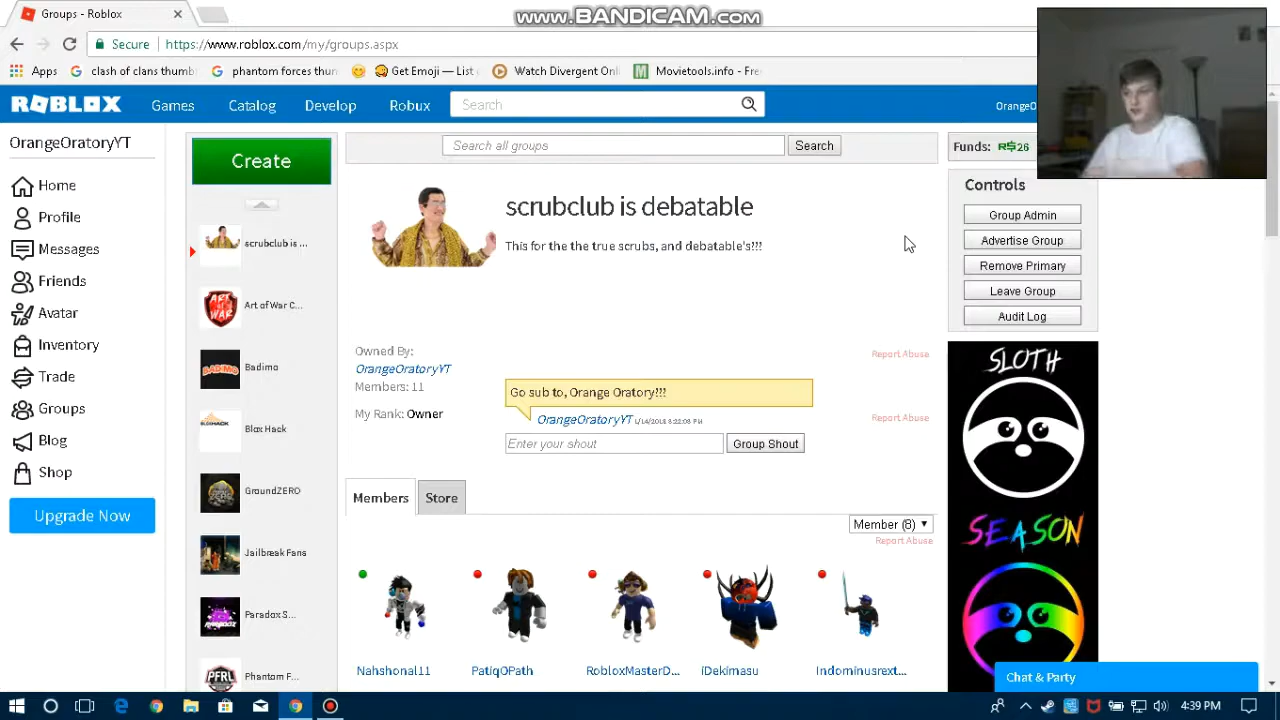 www.BANDICAM.com
Groups - Roblox
Secure https://www.roblox.com/my/groups.aspx
Apps clash of clans thumb phantom forces thun Get Emoji — List Watch Divergent Onl Movietools.info - Fre
ROBLOX Games Catalog Develop Robux Search OrangeO
OrangeOratoryYT
Home
Profile
Messages
Friends
Avatar
Inventory
Trade
Groups
Blog
Shop
Upgrade Now
Create
scrubclub is ...
Art of War C...
Badimo
Blox Hack
GroundZERO
Jailbreak Fans
Paradox S...
Phantom F...
Search all groups Search
scrubclub is debatable
This for the the true scrubs, and debatable's!!!
Owned By:
OrangeOratoryYT
Members: 11
My Rank: Owner
Report Abuse
Go sub to, Orange Oratory!!!
OrangeOratoryYT
Report Abuse
Enter your shout Group Shout
Members Store
Member (8)
Report Abuse
Nahshonal11 PatiqOPath RobloxMasterD... iDekimasu Indominusrext...
Funds: R$ 26
Controls
Group Admin
Advertise Group
Remove Primary
Leave Group
Audit Log
SLOTH
SEASON
Chat & Party
4:39 PM